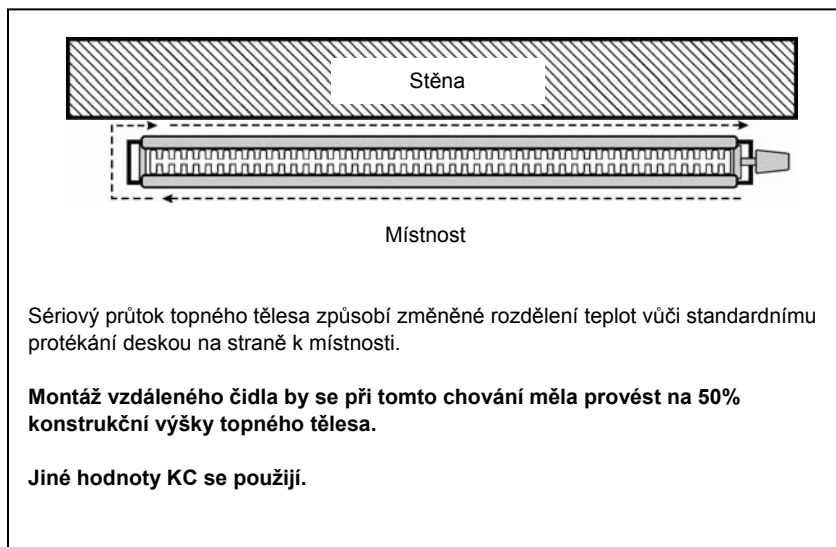 Stěna
Místnost
Sériový průtok topného tělesa způsobí změněné rozdělení teplot vůči standardnímu
protékání deskou na straně k místnosti.
Montáž vzdáleného čidla by se při tomto chování měla provést na 50%
konstrukční výšky topného tělesa.
Jiné hodnoty KC se použijí.